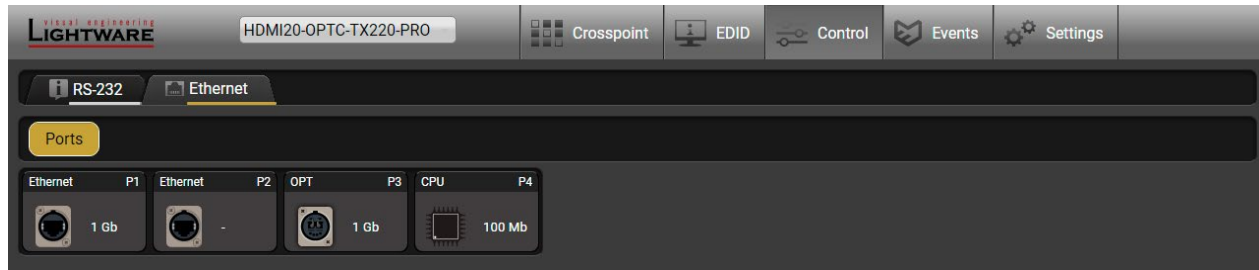 visual engineering
LIGHTWARE
HDMI20-OPTC-TX220-PRO
Crosspoint
EDID
Control
Events
Settings
RS-232
Ethernet
Ports
Ethernet P1
Ethernet P2
OPT P3
CPU P4
1 Gb
-
1 Gb
100 Mb